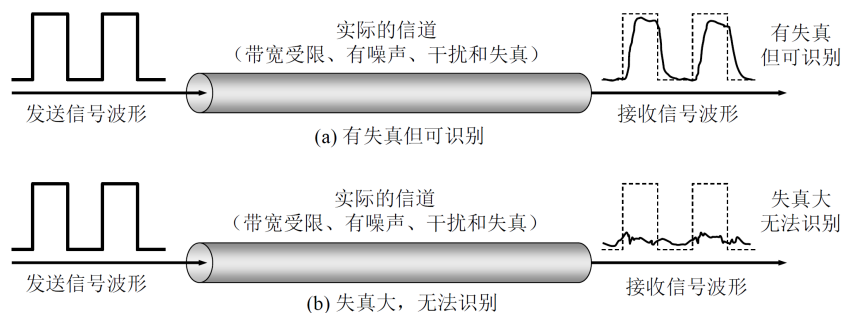 实际的信道
（带宽受限、有噪声、干扰和失真）
有失真
但可识别
发送信号波形
接收信号波形
(a) 有失真但可识别
实际的信道
（带宽受限、有噪声、干扰和失真）
失真大
无法识别
发送信号波形
接收信号波形
(b) 失真大，无法识别